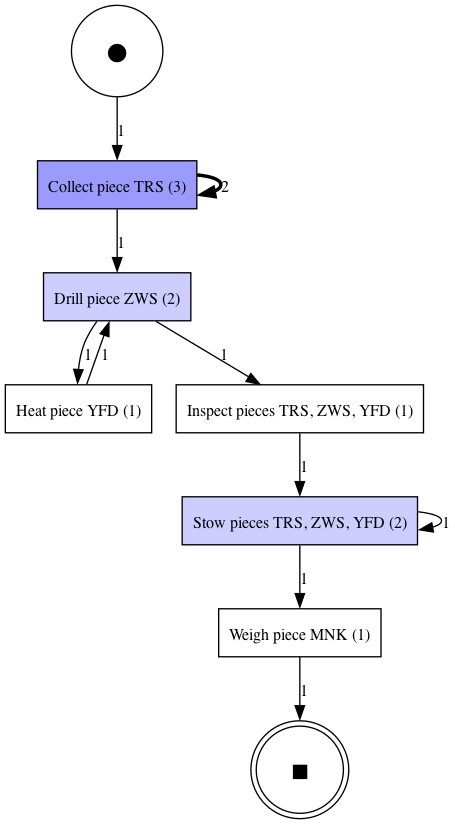 1
Collect piece TRS (3)
2
1
Drill piece ZWS (2)
1
1
1
Heat piece YFD (1)
Inspect pieces TRS, ZWS, YFD (1)
1
Stow pieces TRS, ZWS, YFD (2)
1
1
Weigh piece MNK (1)
1